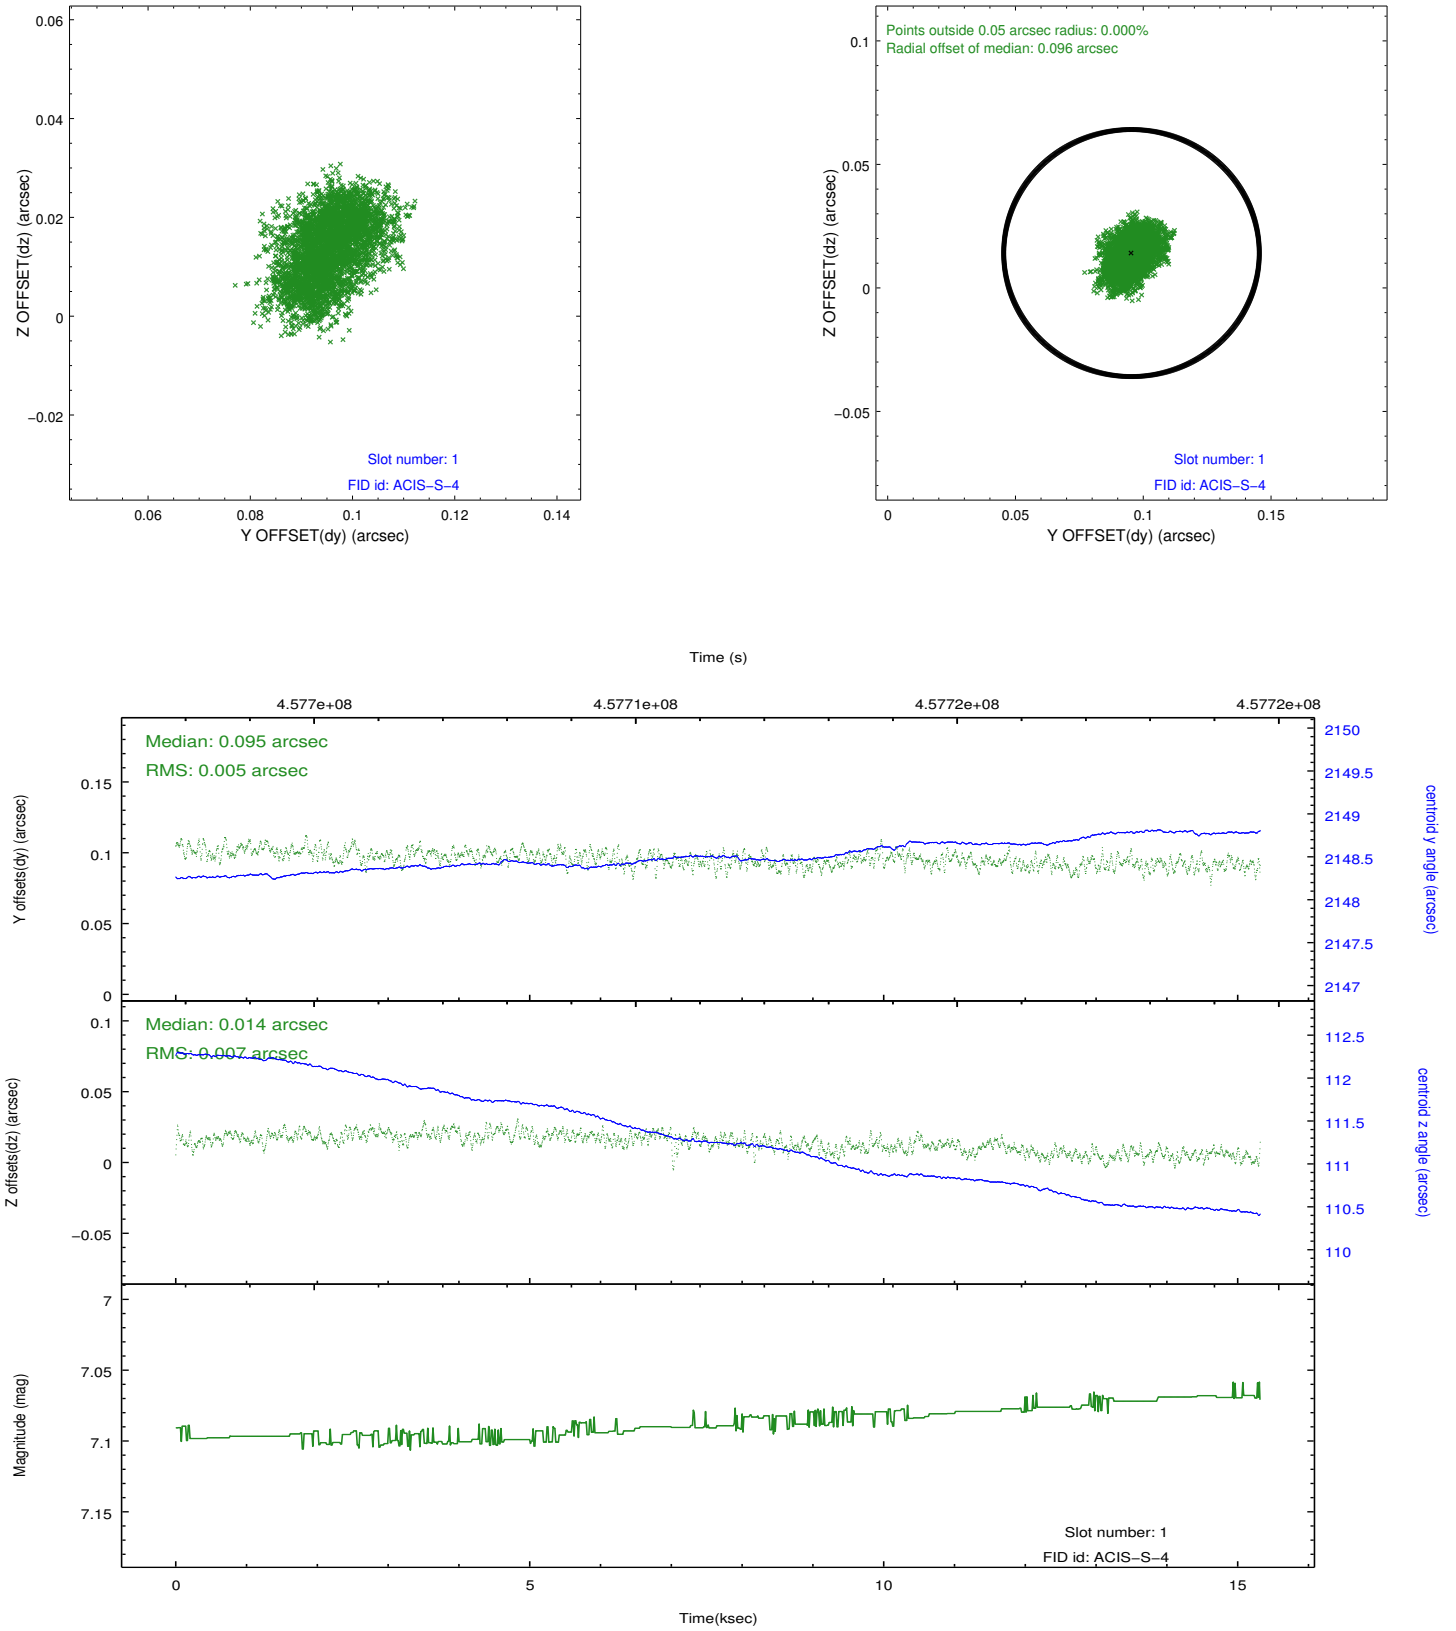 0.06
0.04
0.02
0
−0.02
Z OFFSET(dz) (arcsec)
Slot number: 1
FID id: ACIS−S−4
0.06 0.08 0.1 0.12 0.14
Y OFFSET(dy) (arcsec)
Points outside 0.05 arcsec radius: 0.000%
Radial offset of median: 0.096 arcsec
0.1
0.05
0
−0.05
Z OFFSET(dz) (arcsec)
Slot number: 1
FID id: ACIS−S−4
0 0.05 0.1 0.15
Y OFFSET(dy) (arcsec)
Time (s)
4.577e+08 4.5771e+08 4.5772e+08 4.5772e+08
Median: 0.095 arcsec
RMS: 0.005 arcsec
0.15
0.1
0.05
0
Y offsets(dy) (arcsec)
2150
2149.5
2149
2148.5
2148
2147.5
2147
centroid y angle (arcsec)
Median: 0.014 arcsec
RMS: 0.007 arcsec
0.1
0.05
0
−0.05
Z offsets(dz) (arcsec)
112.5
112
111.5
111
110.5
110
centroid z angle (arcsec)
7
7.05
7.1
7.15
Magnitude (mag)
Slot number: 1
FID id: ACIS−S−4
0 5 10 15
Time(ksec)